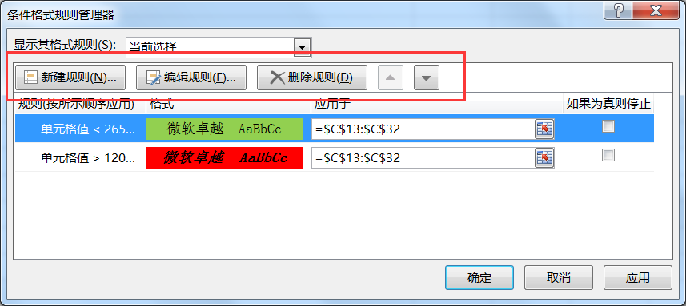 条件格式规则管理器
显示其格式规则(S): 当前选择
新建规则(N)... 编辑规则(E)... 删除规则(D)
规则(按所示顺序应用) 格式 应用于 如果为真则停止
单元格值 < 265... 微软卓越 AaBbCc =$C$13:$C$32
单元格值 > 120... 微软卓越 AaBbCc =$C$13:$C$32
确定 取消 应用